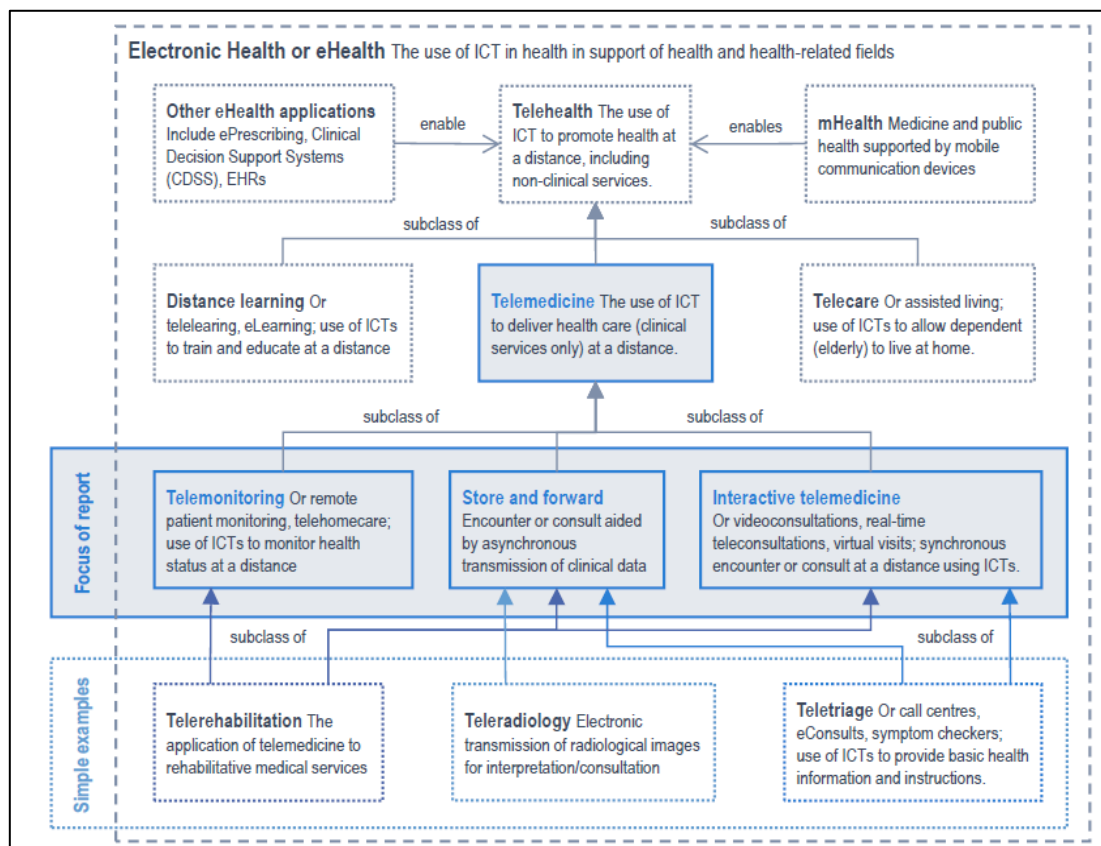 Electronic Health or eHealth The use of ICT in health in support of health and health-related fields
Other eHealth applications
Include ePrescribing, Clinical
Decision Support Systems
(CDSS), EHRs
enable
Telehealth The use of
ICT to promote health at
a distance, including
non-clinical services.
enables
mHealth Medicine and public
health supported by mobile
communication devices
subclass of
subclass of
Distance learning Or
telelearing, eLearning; use of ICTs
to train and educate at a distance
Telemedicine The use of ICT
to deliver health care (clinical
services only) at a distance.
Telecare Or assisted living;
use of ICTs to allow dependent
(elderly) to live at home.
subclass of
subclass of
Focus of report
Telemonitoring Or remote
patient monitoring, telehomecare;
use of ICTs to monitor health
status at a distance
Store and forward
Encounter or consult aided
by asynchronous
transmission of clinical data
Interactive telemedicine
Or videoconsultations, real-time
teleconsultations, virtual visits; synchronous
encounter or consult at a distance using ICTs.
subclass of
subclass of
Simple examples
Telerehabilitation The
application of telemedicine to
rehabilitative medical services
Teleradiology Electronic
transmission of radiological images
for interpretation/consultation
Teletriage Or call centres,
eConsults, symptom checkers;
use of ICTs to provide basic health
information and instructions.